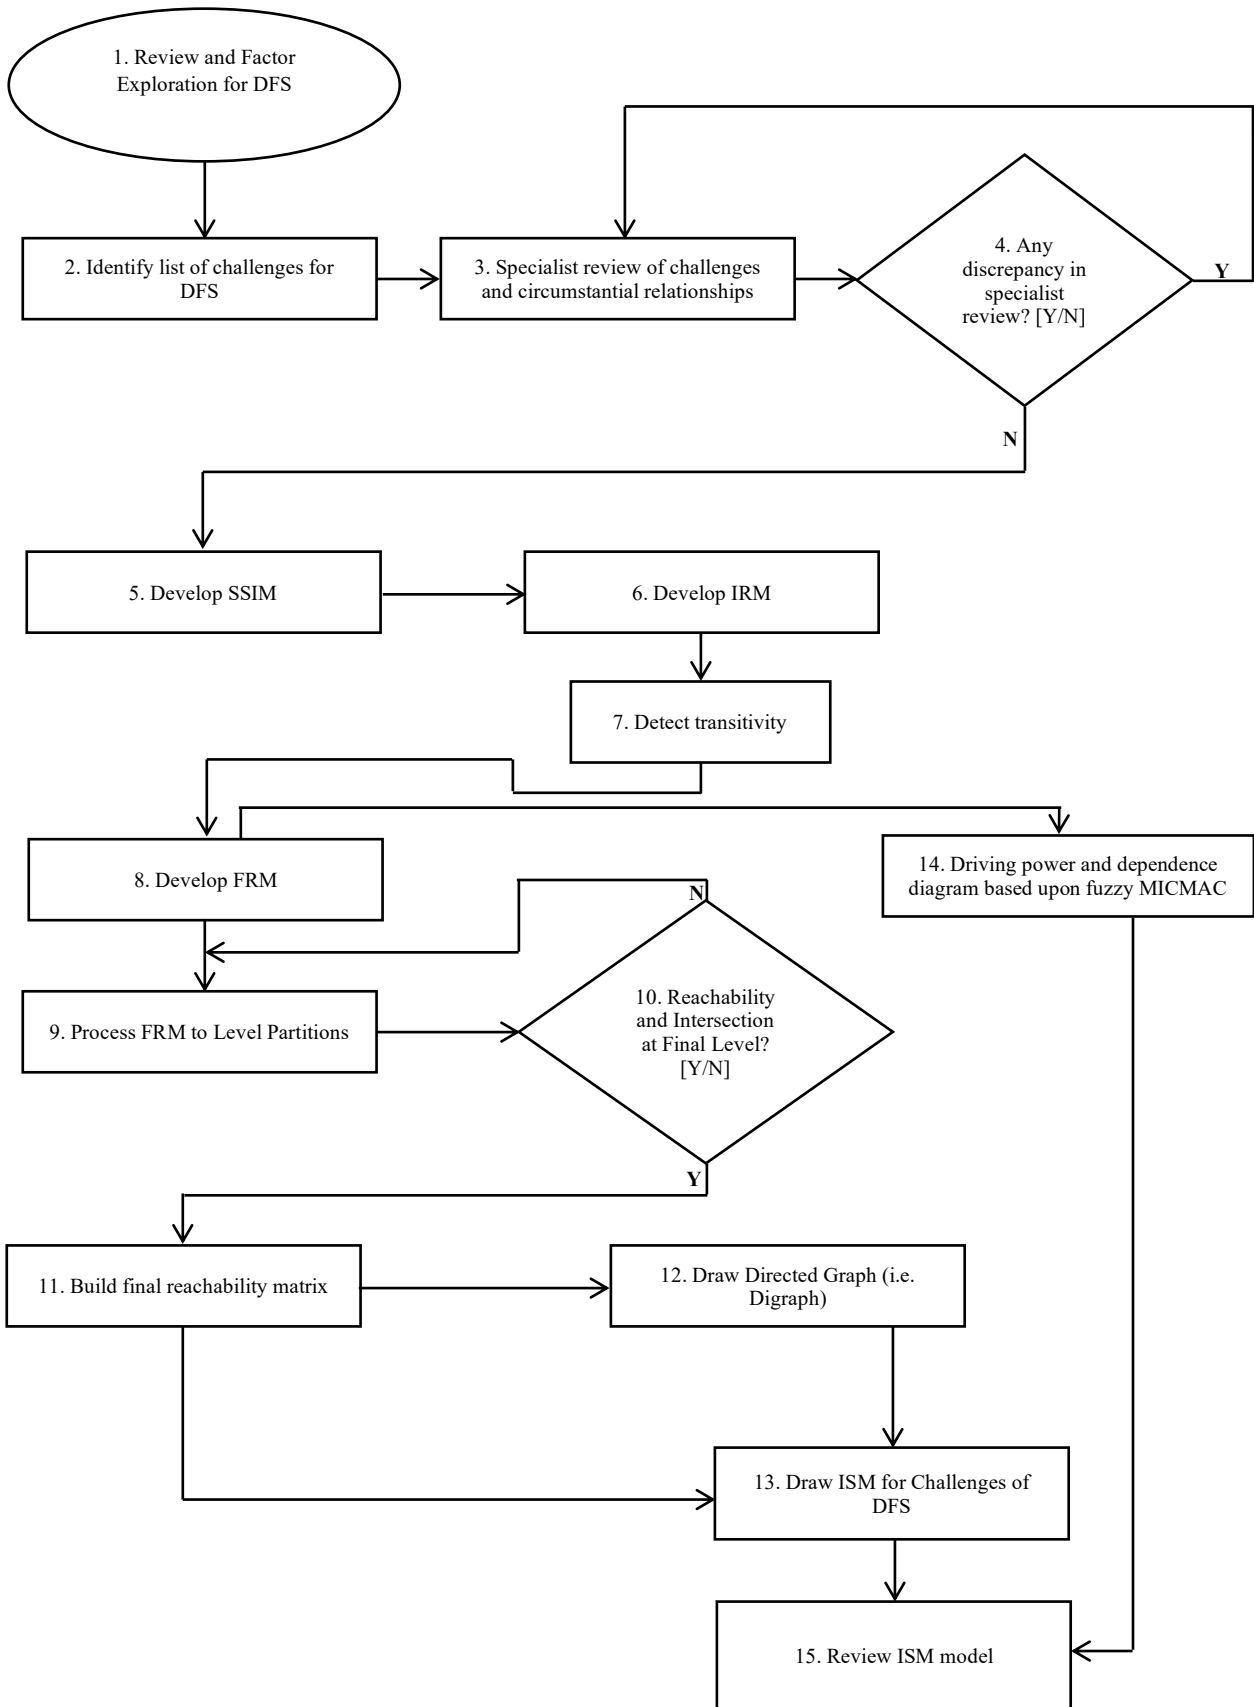 1. Review and Factor
Exploration for DFS
2. Identify list of challenges for
DFS
3. Specialist review of challenges
and circumstantial relationships
4. Any
discrepancy in
specialist
review? [Y/N]
Y
N
5. Develop SSIM
6. Develop IRM
7. Detect transitivity
8. Develop FRM
14. Driving power and dependence
diagram based upon fuzzy MICMAC
N
9. Process FRM to Level Partitions
10. Reachability
and Intersection
at Final Level?
[Y/N]
Y
11. Build final reachability matrix
12. Draw Directed Graph (i.e.
Digraph)
13. Draw ISM for Challenges of
DFS
15. Review ISM model